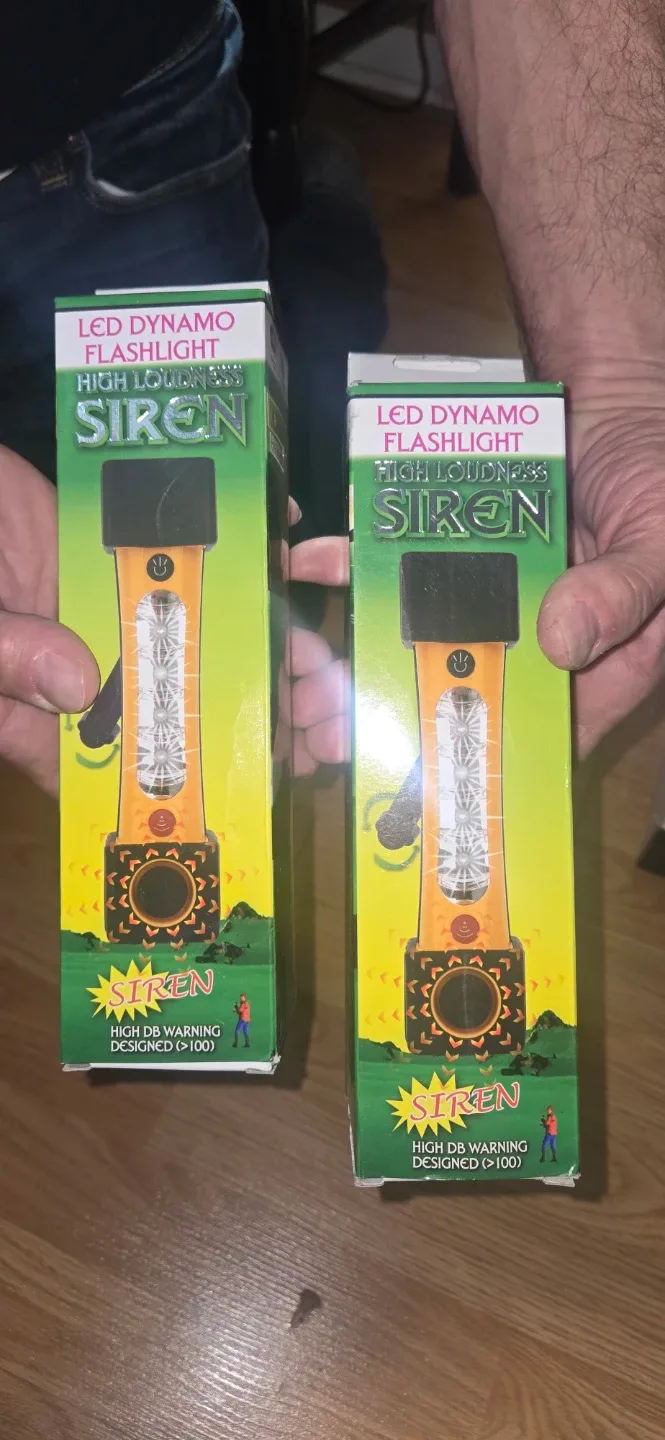 LED DYNAMO
FLASHLIGHT
HIGH LOUDNESS
SIREN
SIREN
HIGH DB WARNING
DESIGNED (>100)
LED DYNAMO
FLASHLIGHT
HIGH LOUDNESS
SIREN
SIREN
HIGH DB WARNING
DESIGNED (>100)